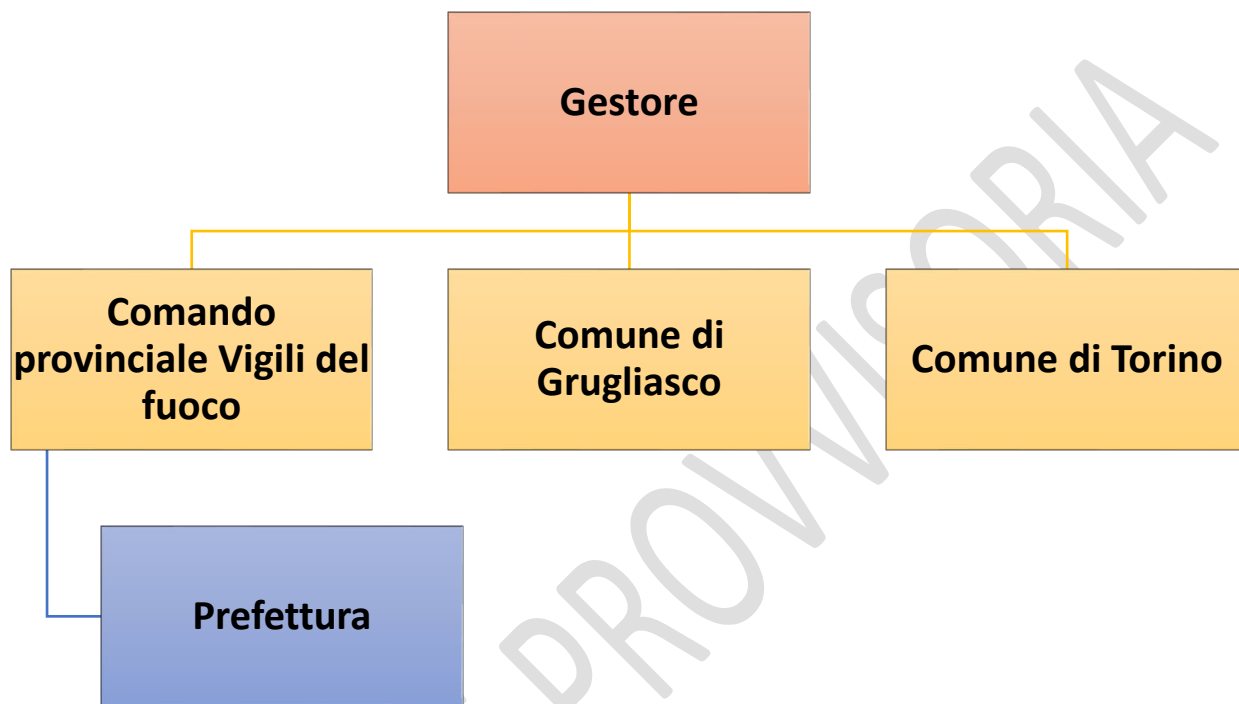 Gestore
Comando
provinciale Vigili del
fuoco
Comune di
Grugliasco
Comune di Torino
Prefettura
PROVVISORIA